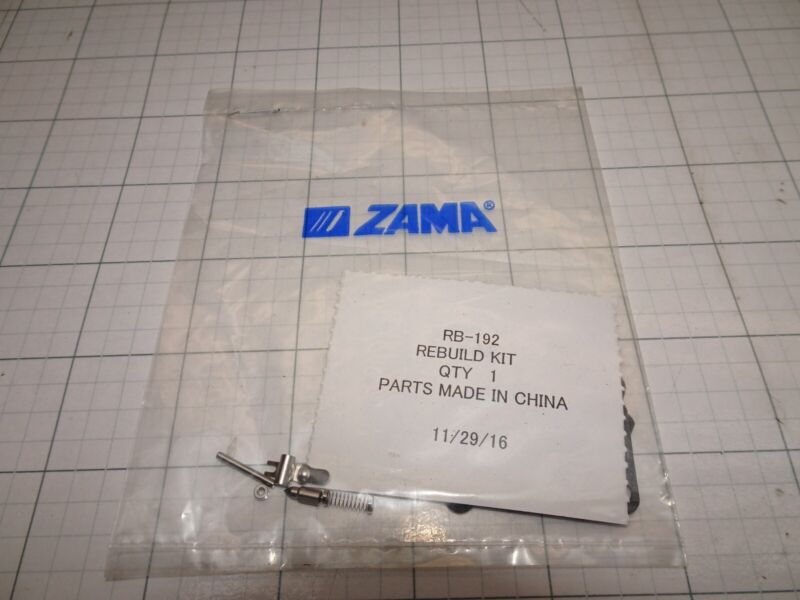 ZAMA®
RB-192
REBUILD KIT
QTY 1
PARTS MADE IN CHINA
11/29/16